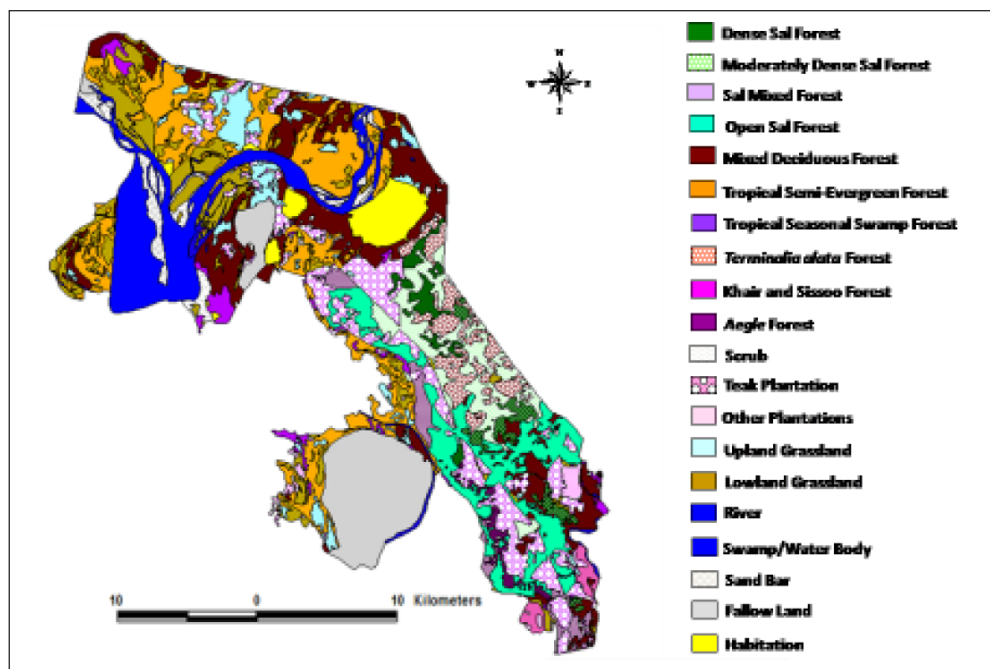 Dense Sal Forest
Moderately Dense Sal Forest
N
W E
S
Sal Mixed Forest
Open Sal Forest
Mixed Deciduous Forest
Tropical Semi-Evergreen Forest
Tropical Seasonal Swamp Forest
Terminalia alata Forest
Khair and Sissoo Forest
Aegle Forest
Scrub
Teak Plantation
Other Plantations
Upland Grassland
Lowland Grassland
River
Swamp/Water Body
Sand Bar
Fallow Land
Habitation
10 0 10 Kilometers